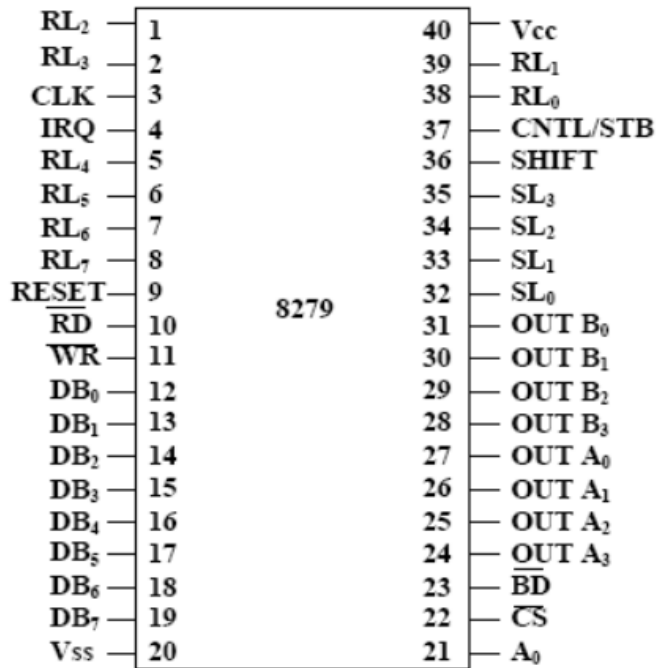 RL₂ 1 40 Vcc
RL₃ 2 39 RL₁
CLK 3 38 RL₀
IRQ 4 37 CNTL/STB
RL₄ 5 36 SHIFT
RL₅ 6 35 SL₃
RL₆ 7 34 SL₂
RL₇ 8 33 SL₁
RESET 9 32 SL₀
8279
R̅D̅ 10 31 OUT B₀
W̅R̅ 11 30 OUT B₁
DB₀ 12 29 OUT B₂
DB₁ 13 28 OUT B₃
DB₂ 14 27 OUT A₀
DB₃ 15 26 OUT A₁
DB₄ 16 25 OUT A₂
DB₅ 17 24 OUT A₃
DB₆ 18 23 B̅D̅
DB₇ 19 22 C̅S̅
Vss 20 21 A₀